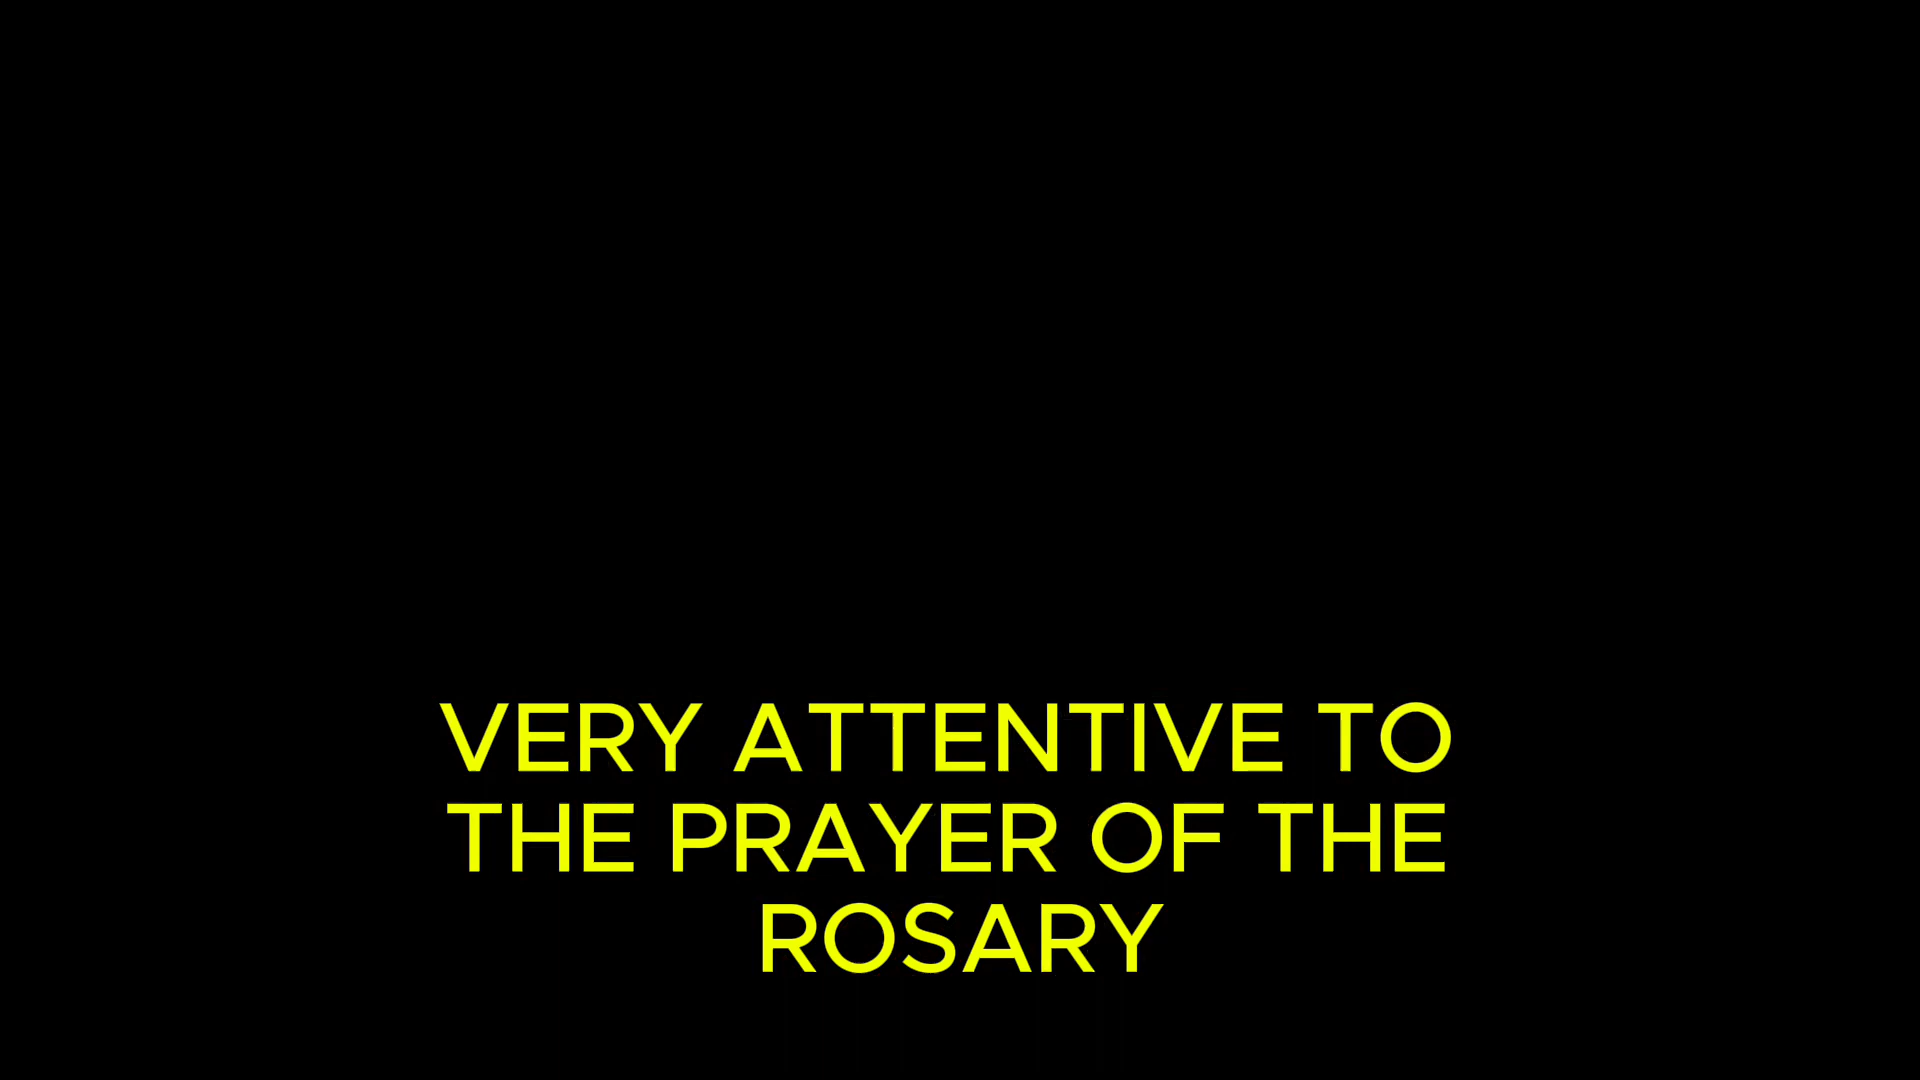 VERY ATTENTIVE TO
THE PRAYER OF THE
ROSARY